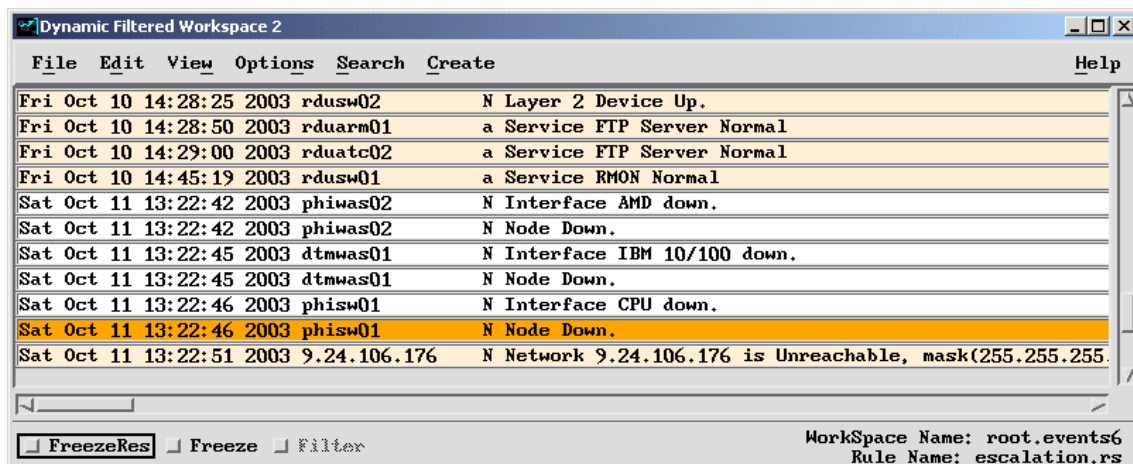 Dynamic Filtered Workspace 2
File Edit View Options Search Create Help
Fri Oct 10 14:28:25 2003 rdusw02 N Layer 2 Device Up.
Fri Oct 10 14:28:50 2003 rduarm01 a Service FTP Server Normal
Fri Oct 10 14:29:00 2003 rduatc02 a Service FTP Server Normal
Fri Oct 10 14:45:19 2003 rdusw01 a Service RMON Normal
Sat Oct 11 13:22:42 2003 phiwas02 N Interface AMD down.
Sat Oct 11 13:22:42 2003 phiwas02 N Node Down.
Sat Oct 11 13:22:45 2003 dtmwas01 N Interface IBM 10/100 down.
Sat Oct 11 13:22:45 2003 dtmwas01 N Node Down.
Sat Oct 11 13:22:46 2003 phisw01 N Interface CPU down.
Sat Oct 11 13:22:46 2003 phisw01 N Node Down.
Sat Oct 11 13:22:51 2003 9.24.106.176 N Network 9.24.106.176 is Unreachable, mask(255.255.255.
FreezeRes Freeze Filter
WorkSpace Name: root.events6
Rule Name: escalation.rs